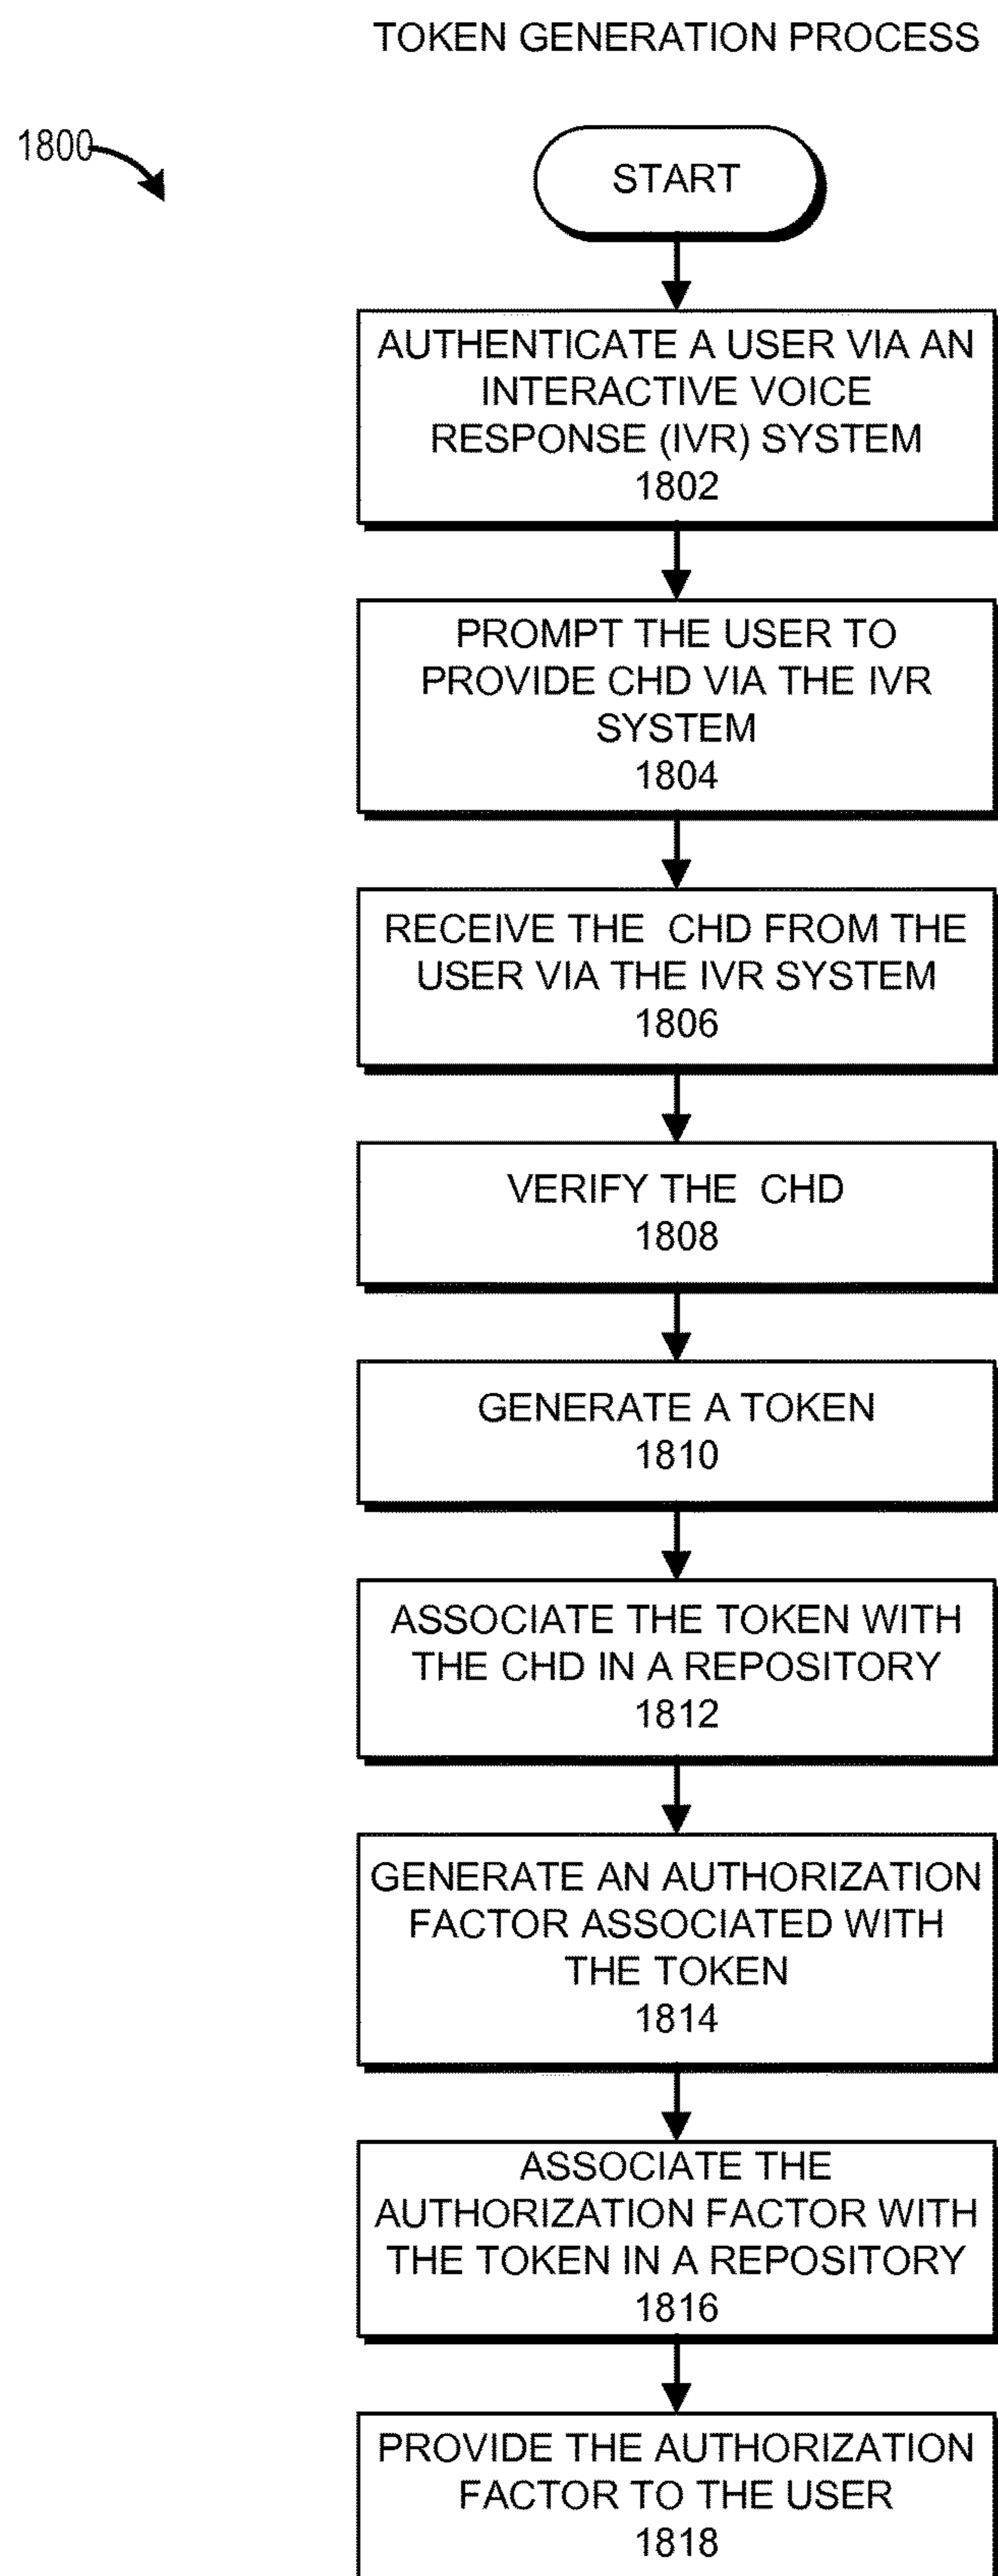 TOKEN GENERATION PROCESS
1800
START
AUTHENTICATE A USER VIA AN
INTERACTIVE VOICE
RESPONSE (IVR) SYSTEM
1802
PROMPT THE USER TO
PROVIDE CHD VIA THE IVR
SYSTEM
1804
RECEIVE THE CHD FROM THE
USER VIA THE IVR SYSTEM
1806
VERIFY THE CHD
1808
GENERATE A TOKEN
1810
ASSOCIATE THE TOKEN WITH
THE CHD IN A REPOSITORY
1812
GENERATE AN AUTHORIZATION
FACTOR ASSOCIATED WITH
THE TOKEN
1814
ASSOCIATE THE
AUTHORIZATION FACTOR WITH
THE TOKEN IN A REPOSITORY
1816
PROVIDE THE AUTHORIZATION
FACTOR TO THE USER
1818